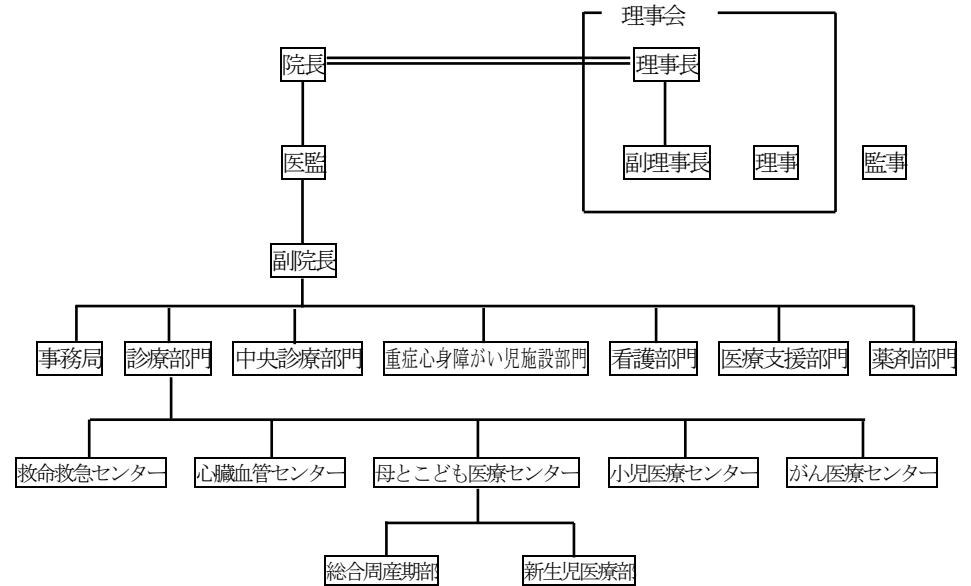 理事会
院長
理事長
医監
副理事長
理事
監事
副院長
事務局
診療部門
中央診療部門
重症心身障がい児施設部門
看護部門
医療支援部門
薬剤部門
救命救急センター
心臓血管センター
母とこども医療センター
小児医療センター
がん医療センター
総合周産期部
新生児医療部